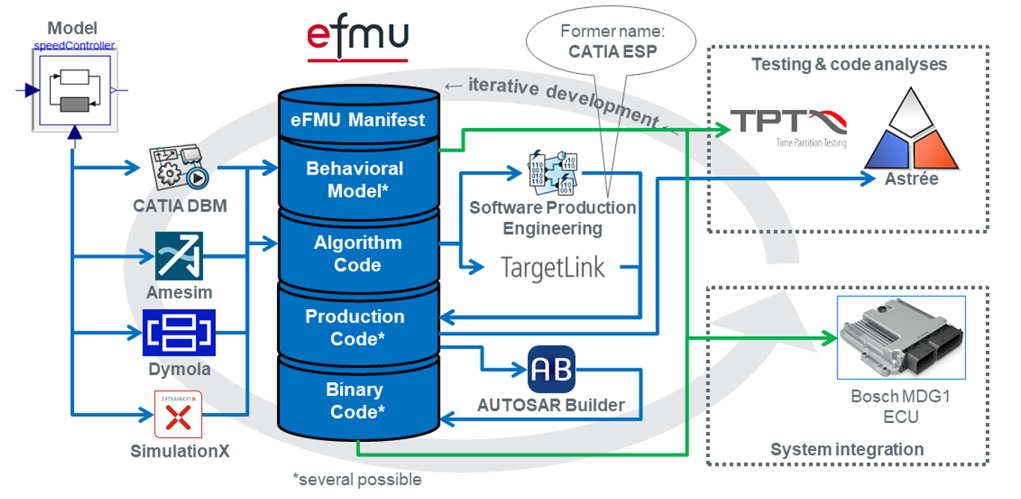 Model
speedController
efmu
Former name:
CATIA ESP
← iterative development ←
Testing & code analyses
TPT
Time Partition Testing
Astrée
eFMU Manifest
Behavioral
Model*
Algorithm
Code
Production
Code*
Binary
Code*
CATIA DBM
Amesim
Dymola
SimulationX
SimulationX
Software Production
Engineering
TargetLink
AB
AUTOSAR Builder
Bosch MDG1
ECU
System integration
*several possible